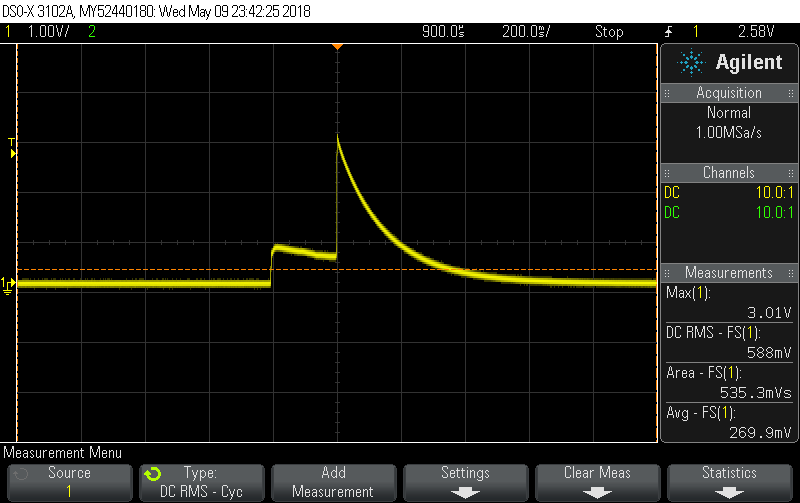 DSO-X 3102A, MY52440180: Wed May 09 23:42:25 2018
1 1.00V/ 2 900.0s 200.0s/ Stop 1 2.58V
Agilent
Acquisition
Normal
1.00MSa/s
Channels
DC 10.0:1
DC 10.0:1
Measurements
Max(1):
3.01V
DC RMS - FS(1):
588mV
Area - FS(1):
535.3mVs
Avg - FS(1):
269.9mV
T
1
Measurement Menu
Source
1
Type:
DC RMS - Cyc
Add
Measurement
Settings
Clear Meas
Statistics